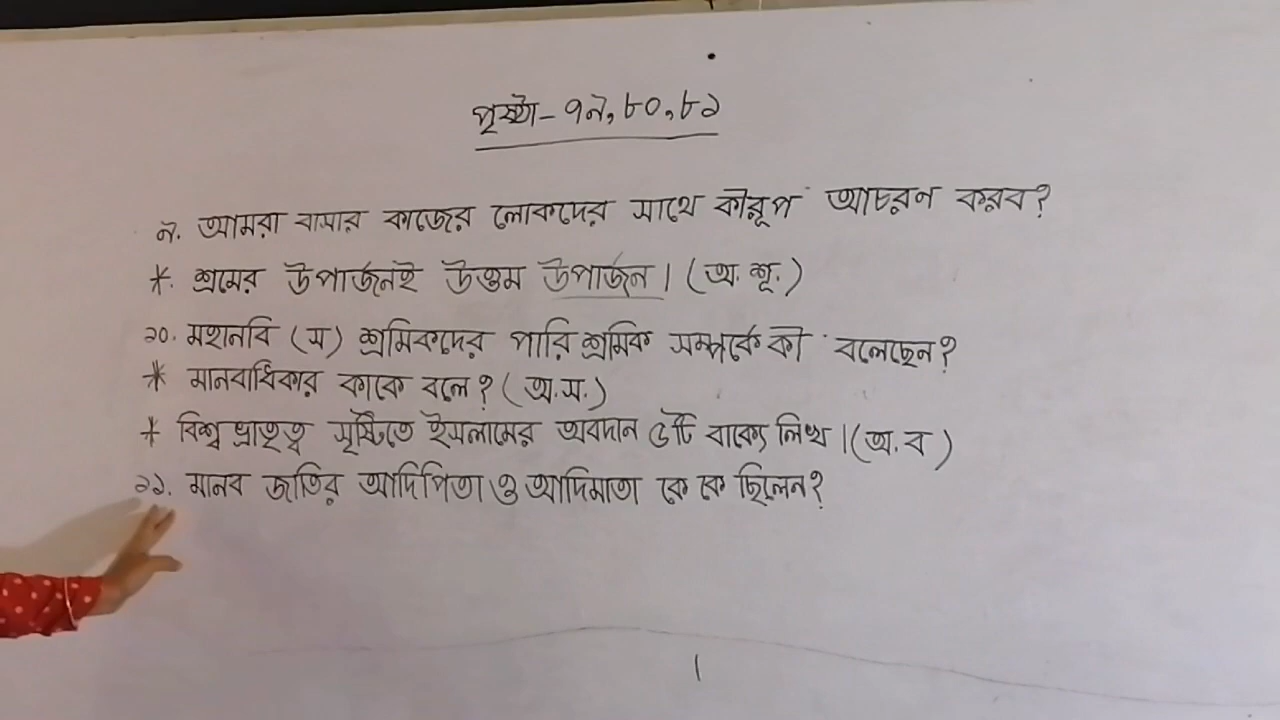 পৃষ্ঠা - ৭৯, ৮০, ৮১
৯. আমরা বাসার কাজের লোকদের সাথে কীরূপ আচরণ করব?
*. শ্রমের উপার্জনই উত্তম উপার্জন। (অ. শূ.)
১০. মহানবি (স) শ্রমিকদের পারিশ্রমিক সম্পর্কে কী বলেছেন?
* মানবাধিকার কাকে বলে? (অ.স.)
* বিশ্ব ভ্রাতৃত্ব সৃষ্টিতে ইসলামের অবদান ৫টি বাক্যে লিখ। (অ.ব)
১১. মানব জাতির আদিপিতা ও আদিমাতা কে কে ছিলেন?